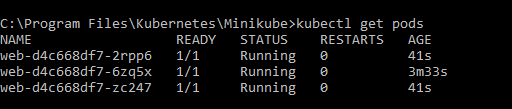 C:\Program Files\Kubernetes\Minikube>kubectl get pods
NAME READY STATUS RESTARTS AGE
web-d4c668df7-2rpp6 1/1 Running 0 41s
web-d4c668df7-6zq5x 1/1 Running 0 3m33s
web-d4c668df7-zc247 1/1 Running 0 41s